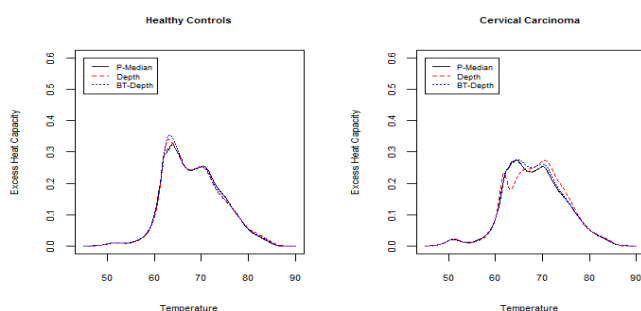 Healthy Controls
Excess Heat Capacity
0.6
0.5
0.4
0.3
0.2
0.1
0.0
P-Median
Depth
BT-Depth
50 60 70 80 90
Temperature
Cervical Carcinoma
Excess Heat Capacity
0.6
0.5
0.4
0.3
0.2
0.1
0.0
P-Median
Depth
BT-Depth
50 60 70 80 90
Temperature